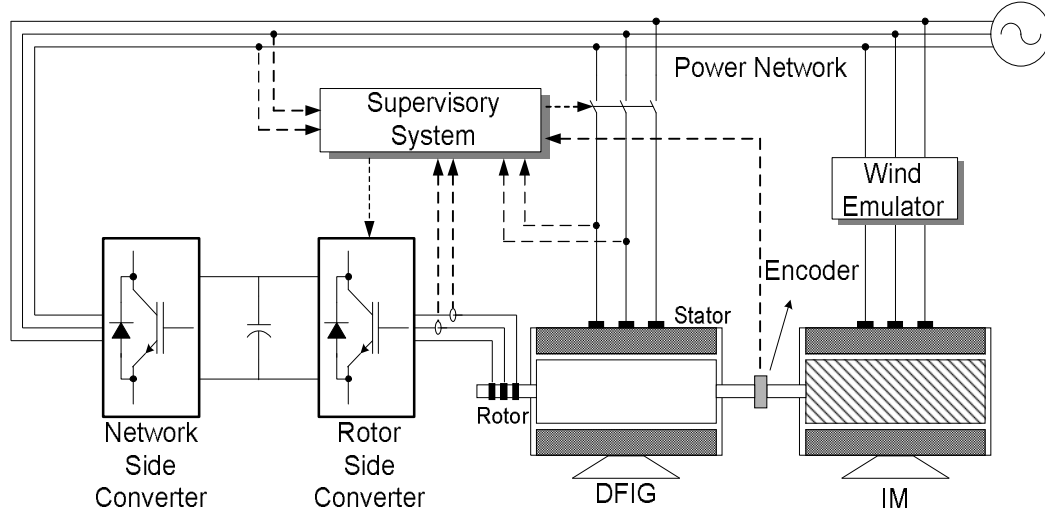 Power Network
Supervisory
System
Wind
Emulator
Encoder
Stator
Rotor
Network
Side
Converter
Rotor
Side
Converter
DFIG
IM